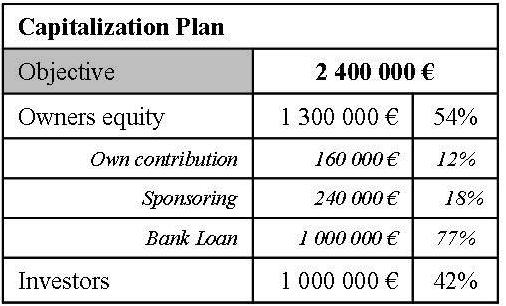 Capitalization Plan
Objective 2 400 000 €
Owners equity 1 300 000 € 54%
Own contribution 160 000 € 12%
Sponsoring 240 000 € 18%
Bank Loan 1 000 000 € 77%
Investors 1 000 000 € 42%